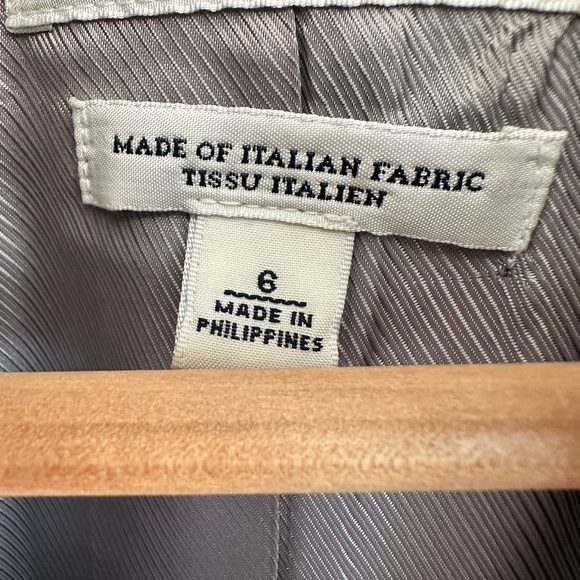 MADE OF ITALIAN FABRIC
TISSU ITALIEN
6
MADE IN
PHILIPPINES